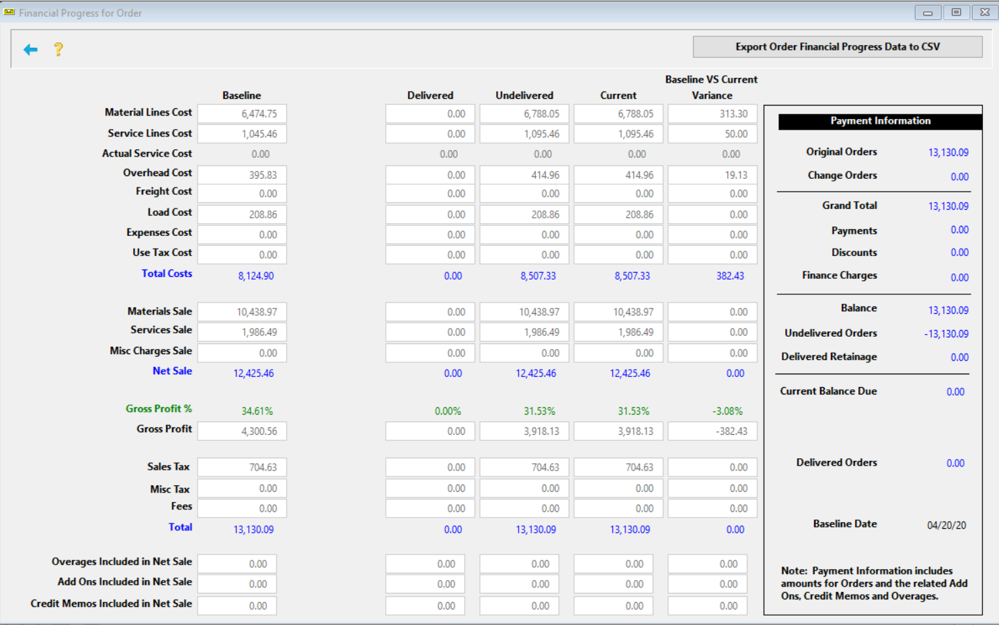 Financial Progress for Order
Export Order Financial Progress Data to CSV
Baseline VS Current
Baseline Delivered Undelivered Current Variance
Material Lines Cost 6,474.75 0.00 6,788.05 6,788.05 313.30
Service Lines Cost 1,045.46 0.00 1,095.46 1,095.46 50.00
Actual Service Cost 0.00 0.00 0.00 0.00 0.00
Overhead Cost 395.83 0.00 414.96 414.96 19.13
Freight Cost 0.00 0.00 0.00 0.00 0.00
Load Cost 208.86 0.00 208.86 208.86 0.00
Expenses Cost 0.00 0.00 0.00 0.00 0.00
Use Tax Cost 0.00 0.00 0.00 0.00 0.00
Total Costs 8,124.90 0.00 8,507.33 8,507.33 382.43
Materials Sale 10,438.97 0.00 10,438.97 10,438.97 0.00
Services Sale 1,986.49 0.00 1,986.49 1,986.49 0.00
Misc Charges Sale 0.00 0.00 0.00 0.00 0.00
Net Sale 12,425.46 0.00 12,425.46 12,425.46 0.00
Gross Profit % 34.61% 0.00% 31.53% 31.53% -3.08%
Gross Profit 4,300.56 0.00 3,918.13 3,918.13 -382.43
Sales Tax 704.63 0.00 704.63 704.63 0.00
Misc Tax 0.00 0.00 0.00 0.00 0.00
Fees 0.00 0.00 0.00 0.00 0.00
Total 13,130.09 0.00 13,130.09 13,130.09 0.00
Overages Included in Net Sale 0.00 0.00 0.00 0.00 0.00
Add Ons Included in Net Sale 0.00 0.00 0.00 0.00 0.00
Credit Memos Included in Net Sale 0.00 0.00 0.00 0.00 0.00
Payment Information
Original Orders 13,130.09
Change Orders 0.00
Grand Total 13,130.09
Payments 0.00
Discounts 0.00
Finance Charges 0.00
Balance 13,130.09
Undelivered Orders -13,130.09
Delivered Retainage 0.00
Current Balance Due 0.00
Delivered Orders 0.00
Baseline Date 04/20/20
Note: Payment Information includes
amounts for Orders and the related Add
Ons, Credit Memos and Overages.